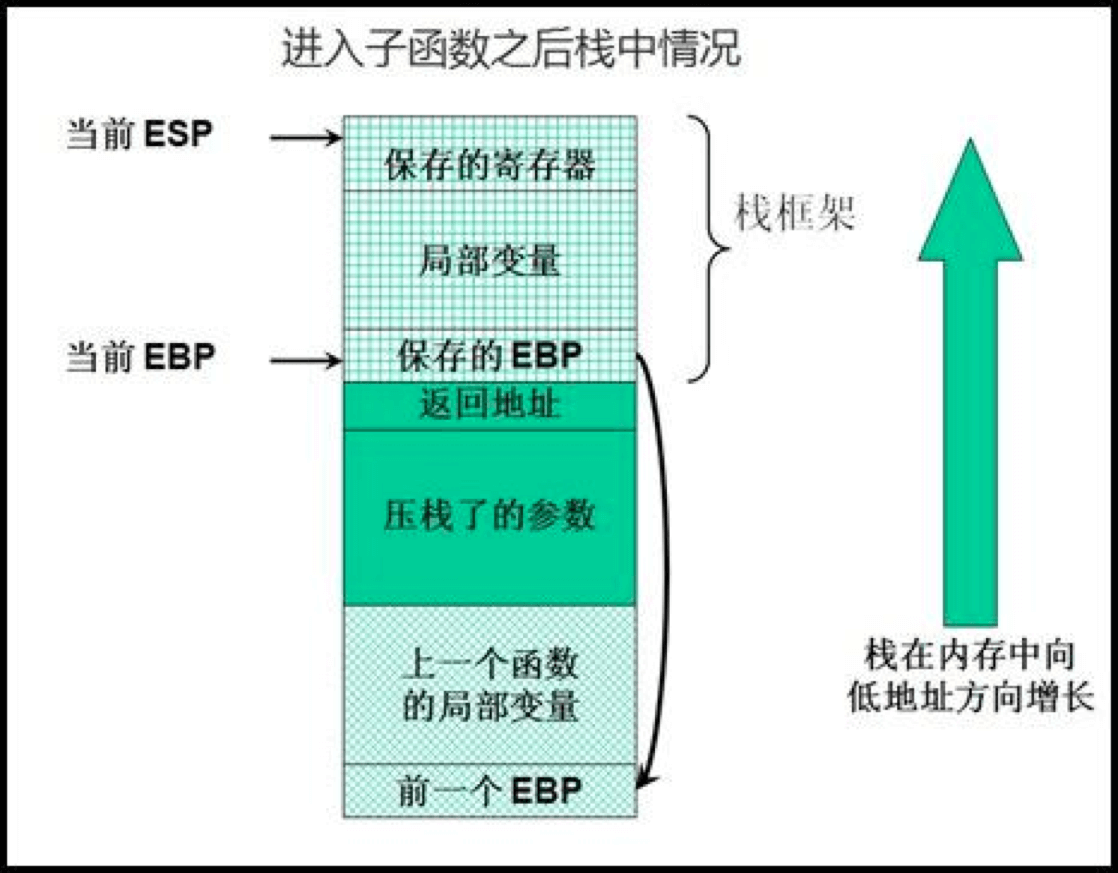 进入子函数之后栈中情况
当前 ESP
保存的寄存器
栈框架
局部变量
当前 EBP
保存的 EBP
返回地址
压栈了的参数
上一个函数
的局部变量
栈在内存中向
低地址方向增长
前一个 EBP